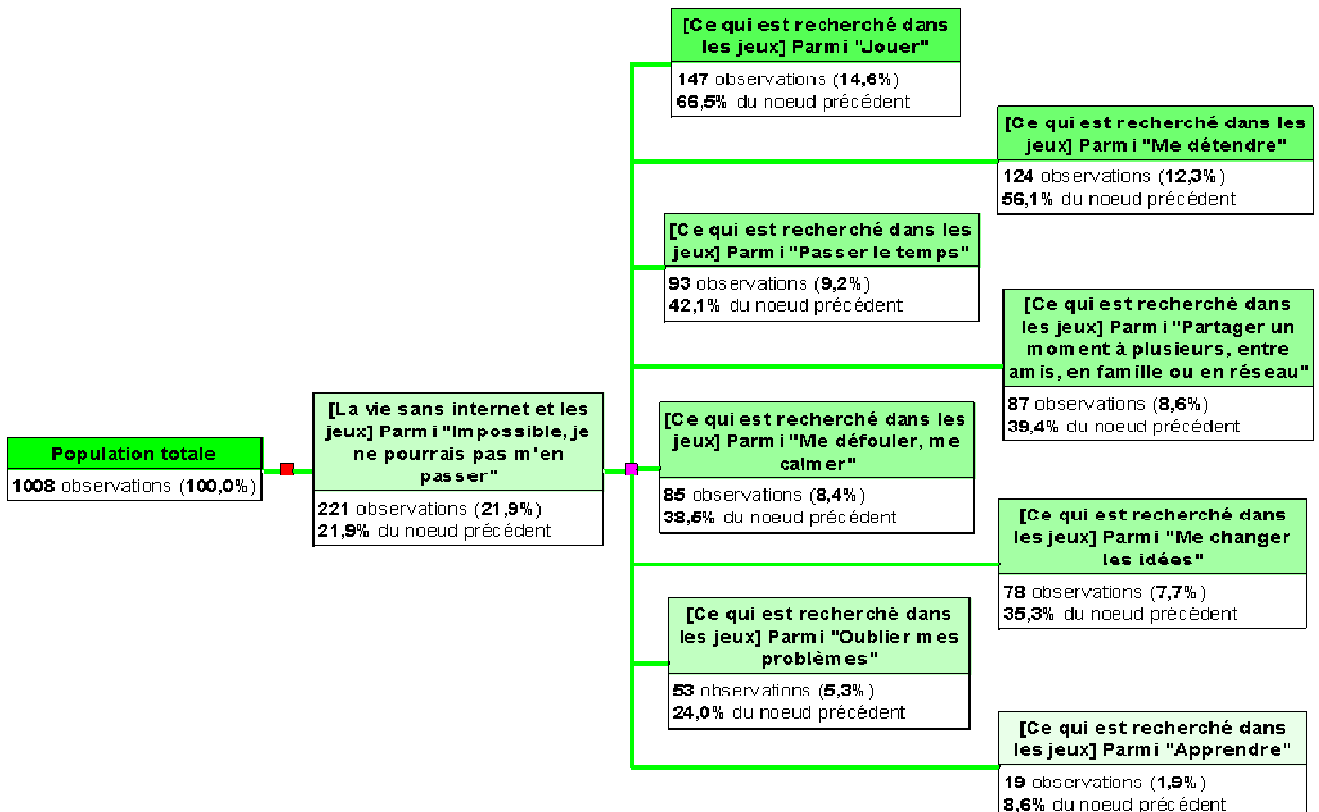 Population totale
1008 observations (100,0%)
[La vie sans internet et les
jeux] Parmi "Impossible, je
ne pourrais pas m'en
passer"
221 observations (21,9%)
21,9% du noeud précédent
[Ce qui est recherché dans
les jeux] Parmi "Jouer"
147 observations (14,6%)
66,5% du noeud précédent
[Ce qui est recherché dans les
jeux] Parmi "Me détendre"
124 observations (12,3%)
56,1% du noeud précédent
[Ce qui est recherché dans les
jeux] Parmi "Passer le temps"
93 observations (9,2%)
42,1% du noeud précédent
[Ce qui est recherché dans
les jeux] Parmi "Partager un
moment à plusieurs, entre
amis, en famille ou en réseau"
87 observations (8,6%)
39,4% du noeud précédent
[Ce qui est recherché dans les
jeux] Parmi "Me défouler, me
calmer"
85 observations (8,4%)
38,5% du noeud précédent
[Ce qui est recherché dans
les jeux] Parmi "Me changer
les idées"
78 observations (7,7%)
35,3% du noeud précédent
[Ce qui est recherché dans
les jeux] Parmi "Oublier mes
problèmes"
53 observations (5,3%)
24,0% du noeud précédent
[Ce qui est recherché dans
les jeux] Parmi "Apprendre"
19 observations (1,9%)
8,6% du noeud précédent